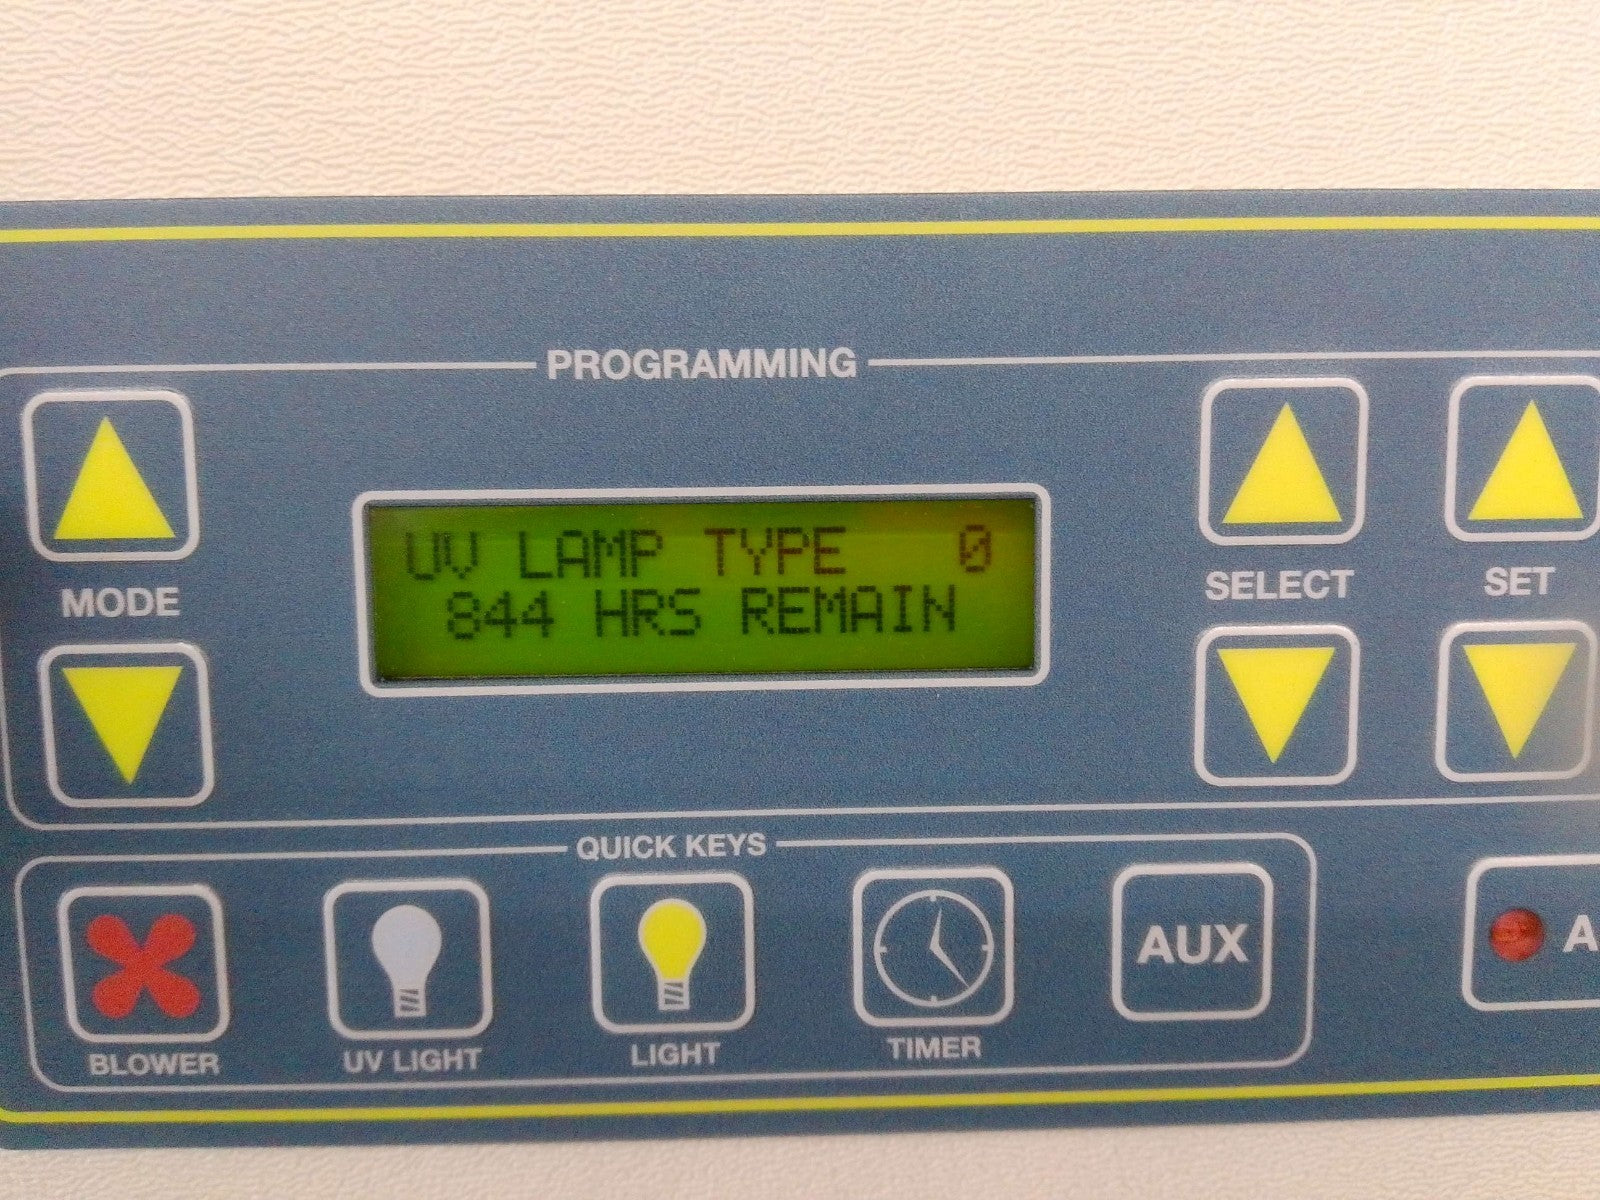 PROGRAMMING
MODE
UV LAMP TYPE 0
844 HRS REMAIN
SELECT
SET
QUICK KEYS
BLOWER
UV LIGHT
LIGHT
TIMER
AUX